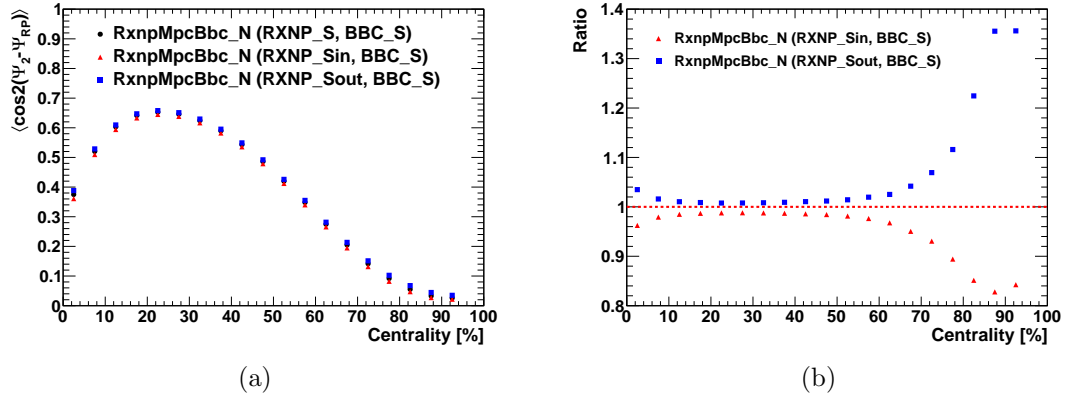 ⟨cos2(Ψ2-ΨRP)⟩
1
0.9
0.8
0.7
0.6
0.5
0.4
0.3
0.2
0.1
0
RxnpMpcBbc_N (RXNP_S, BBC_S)
RxnpMpcBbc_N (RXNP_Sin, BBC_S)
RxnpMpcBbc_N (RXNP_Sout, BBC_S)
0 10 20 30 40 50 60 70 80 90 100
Centrality [%]
(a)
Ratio
1.4
1.3
1.2
1.1
1
0.9
0.8
RxnpMpcBbc_N (RXNP_Sin, BBC_S)
RxnpMpcBbc_N (RXNP_Sout, BBC_S)
0 10 20 30 40 50 60 70 80 90 100
Centrality [%]
(b)